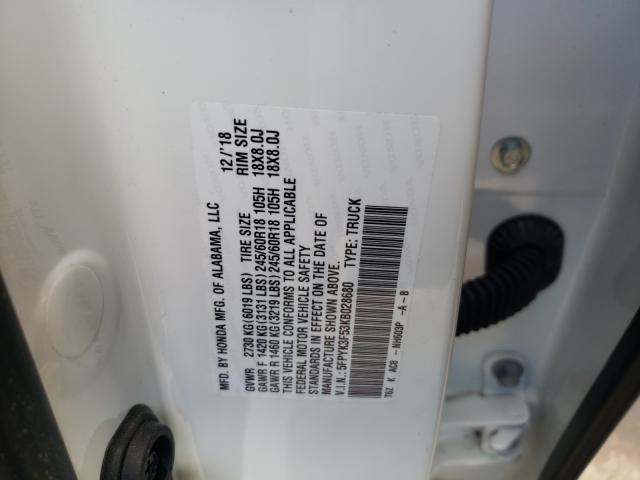 MFD. BY HONDA MFG. OF ALABAMA, LLC 12/'18
GVWR 2730 KG(6019 LBS) TIRE SIZE RIM SIZE
GAWR F 1420 KG(3131 LBS) 245/60R18 105H 18X8.0J
GAWR R 1460 KG(3219 LBS) 245/60R18 105H 18X8.0J
THIS VEHICLE CONFORMS TO ALL APPLICABLE
FEDERAL MOTOR VEHICLE SAFETY
STANDARDS IN EFFECT ON THE DATE OF
MANUFACTURE SHOWN ABOVE.
V.I.N.: 5FPYK3F53KB028680 TYPE: TRUCK
T6Z K AC8 -NH603P -A-B